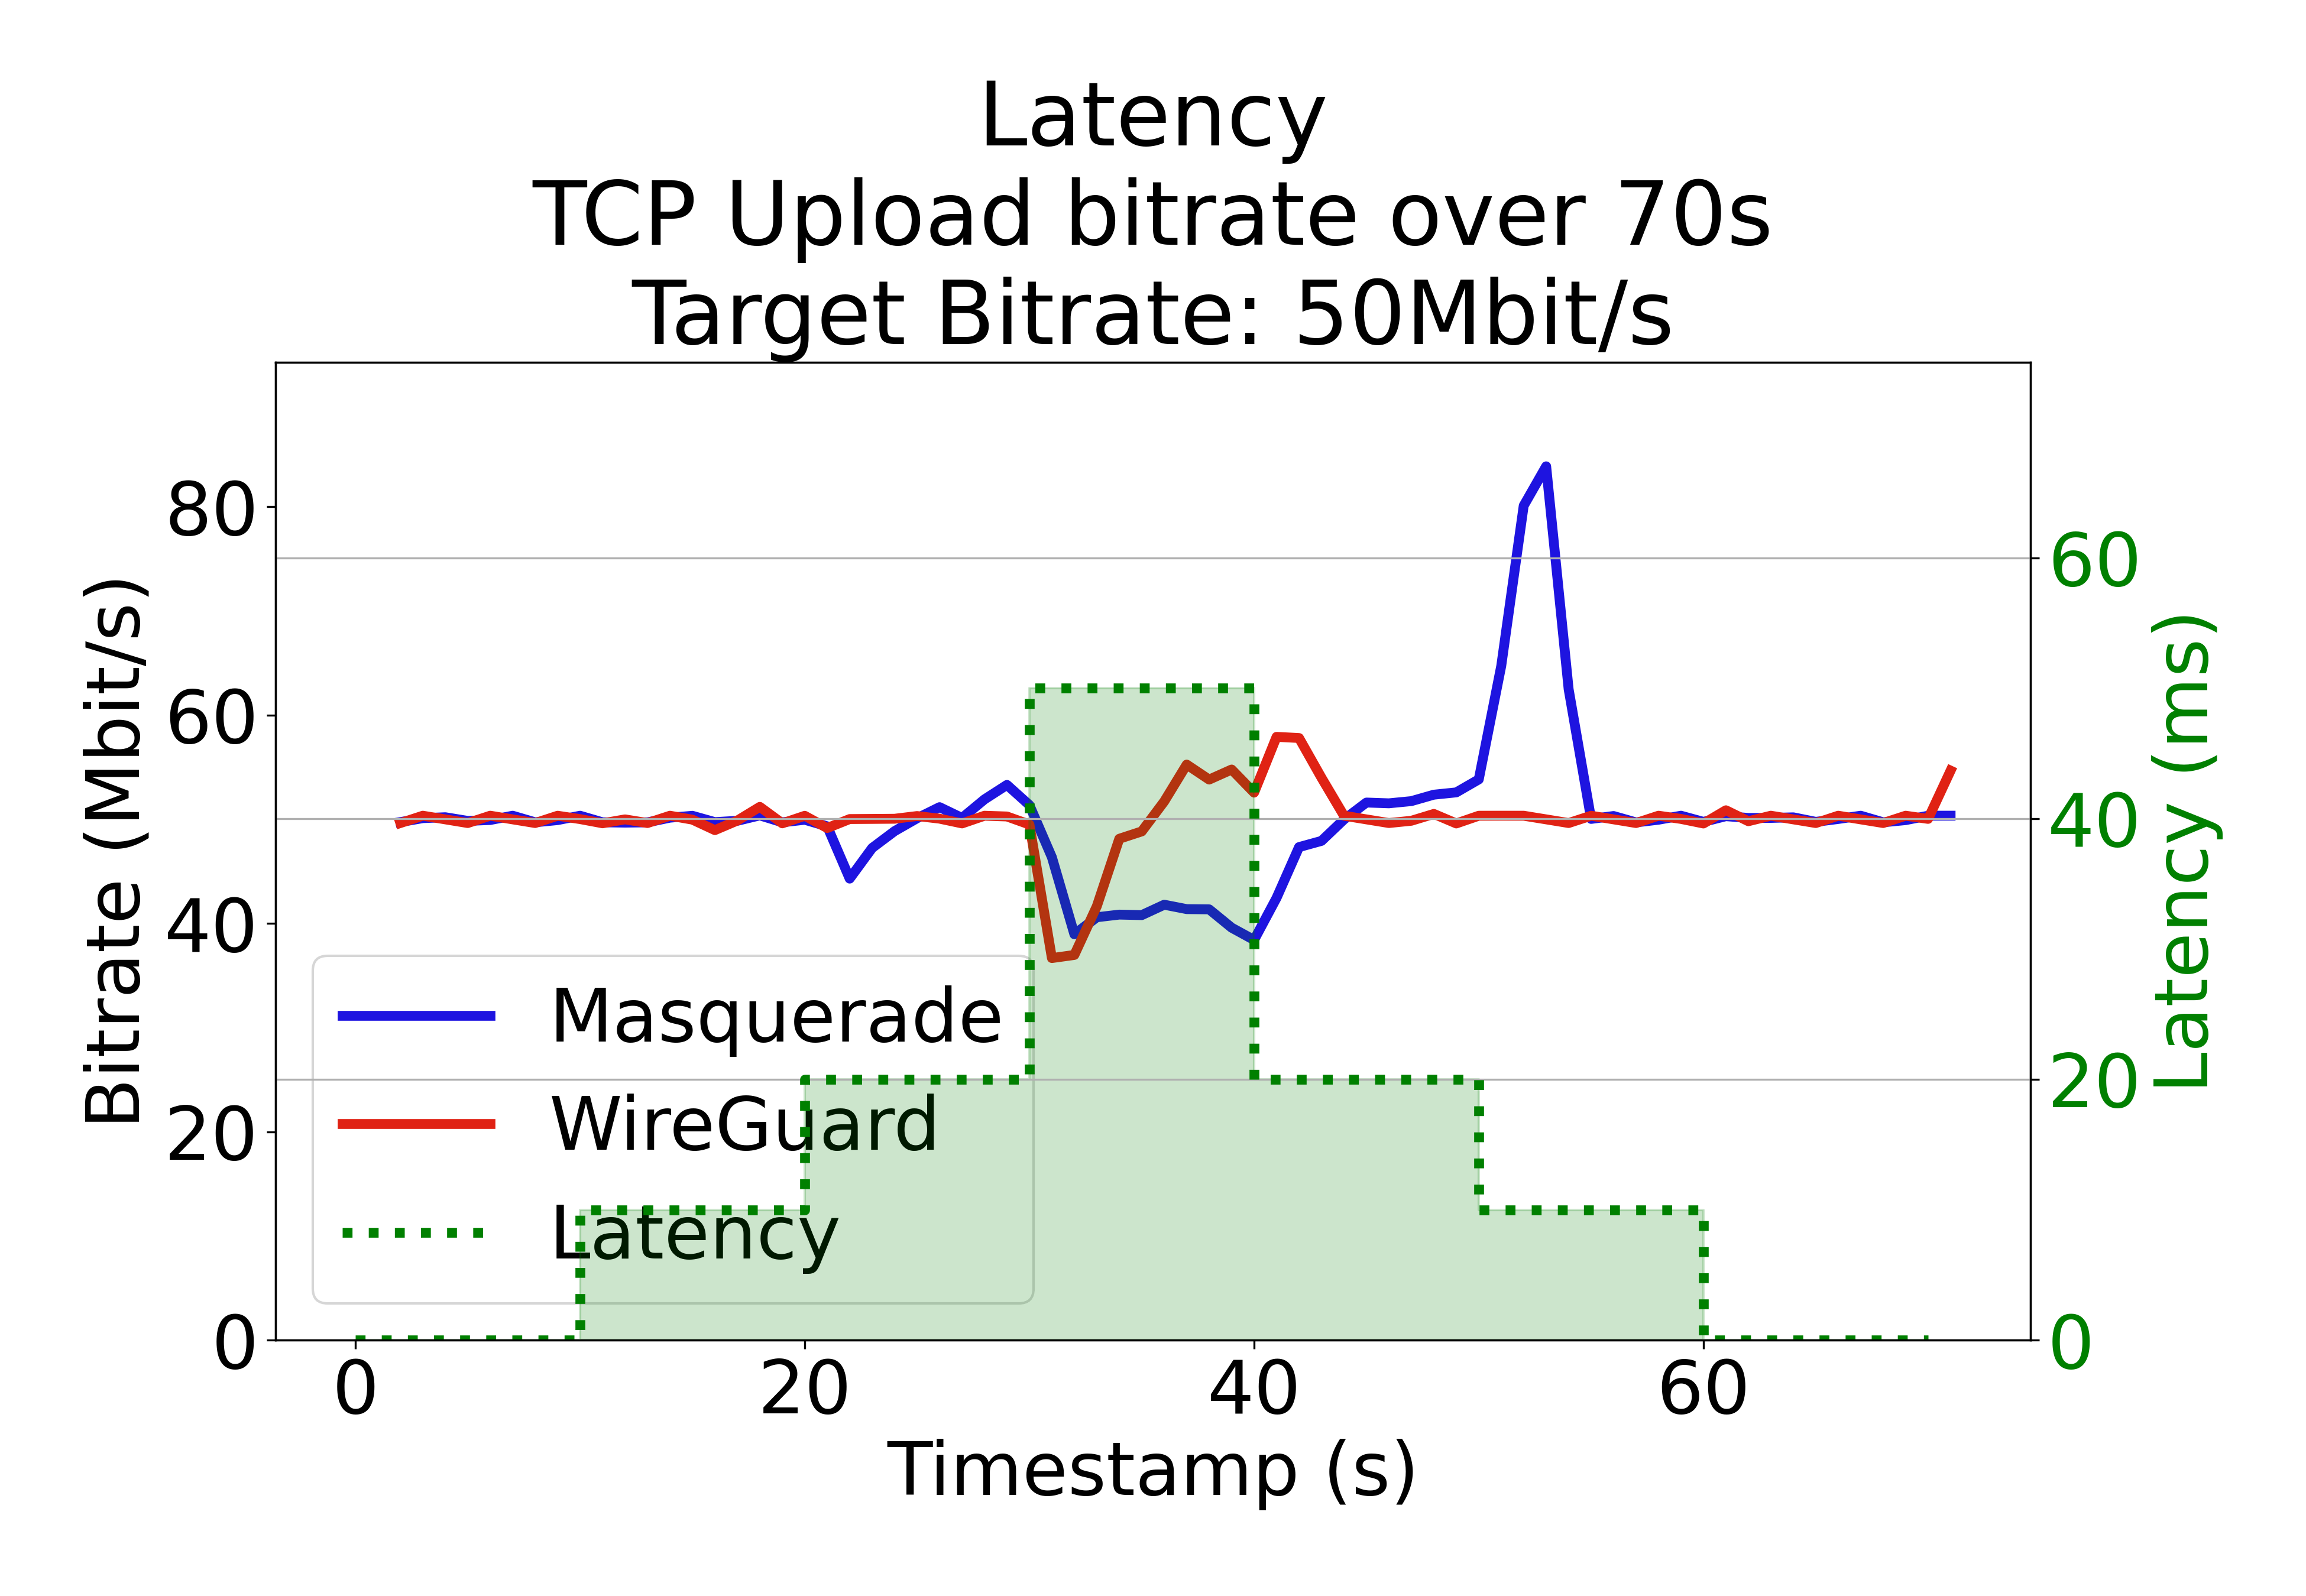 Latency
TCP Upload bitrate over 70s
Target Bitrate: 50Mbit/s
Bitrate (Mbit/s)
80
60
40
20
0
Masquerade
WireGuard
Latency
60
40
20
0
Latency (ms)
0
20
40
60
Timestamp (s)